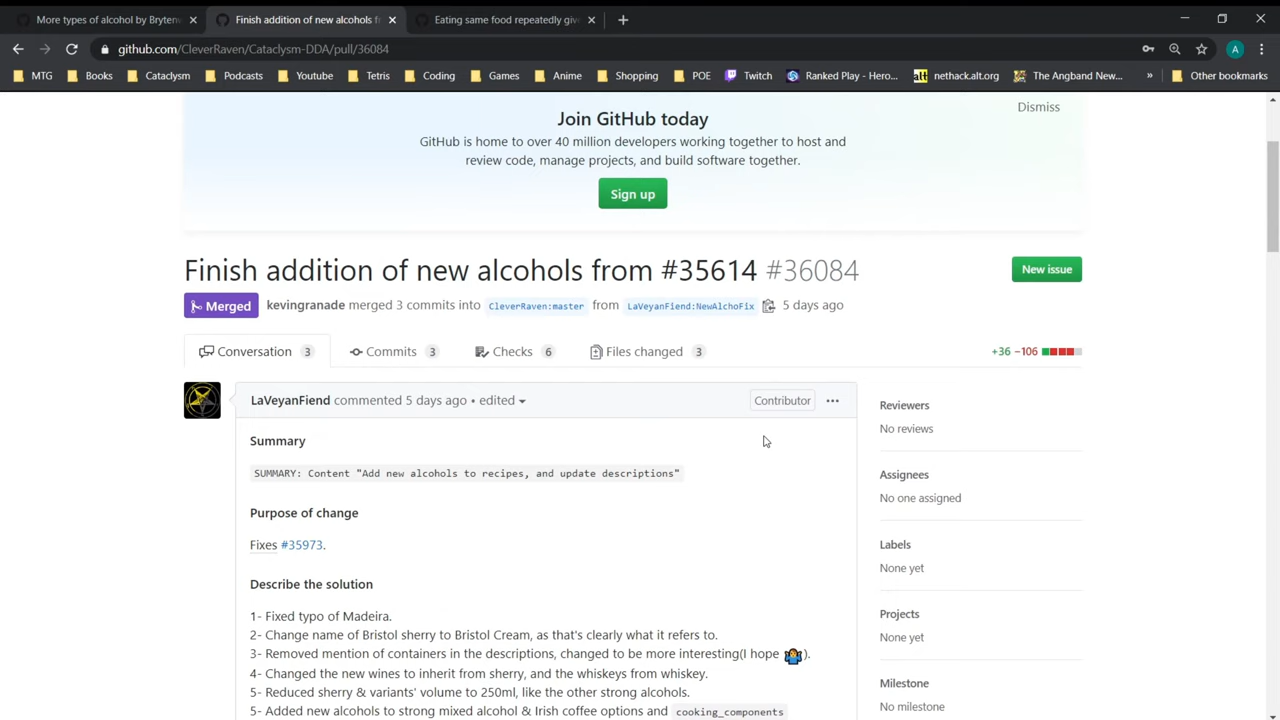 More types of alcohol by Bryten
Finish addition of new alcohols f
Eating same food repeatedly giv
github.com/CleverRaven/Cataclysm-DDA/pull/36084
A
MTG
Books
Cataclysm
Podcasts
Youtube
Tetris
Coding
Games
Anime
Shopping
POE
Twitch
Ranked Play - Hero...
alt
nethack.alt.org
The Angband New...
»
Other bookmarks
Join GitHub today
Dismiss
GitHub is home to over 40 million developers working together to host and
review code, manage projects, and build software together.
Sign up
Finish addition of new alcohols from #35614 #36084
New issue
Merged
kevingranade merged 3 commits into CleverRaven:master from LaVeyanFiend:NewAlchoFix 5 days ago
Conversation 3
Commits 3
Checks 6
Files changed 3
+36 −106
LaVeyanFiend commented 5 days ago • edited
Contributor
Summary
SUMMARY: Content "Add new alcohols to recipes, and update descriptions"
Purpose of change
Fixes #35973.
Describe the solution
1- Fixed typo of Madeira.
2- Change name of Bristol sherry to Bristol Cream, as that's clearly what it refers to.
3- Removed mention of containers in the descriptions, changed to be more interesting(I hope 🤷).
4- Changed the new wines to inherit from sherry, and the whiskeys from whiskey.
5- Reduced sherry & variants' volume to 250ml, like the other strong alcohols.
5- Added new alcohols to strong mixed alcohol & Irish coffee options and cooking_components
Reviewers
No reviews
Assignees
No one assigned
Labels
None yet
Projects
None yet
Milestone
No milestone